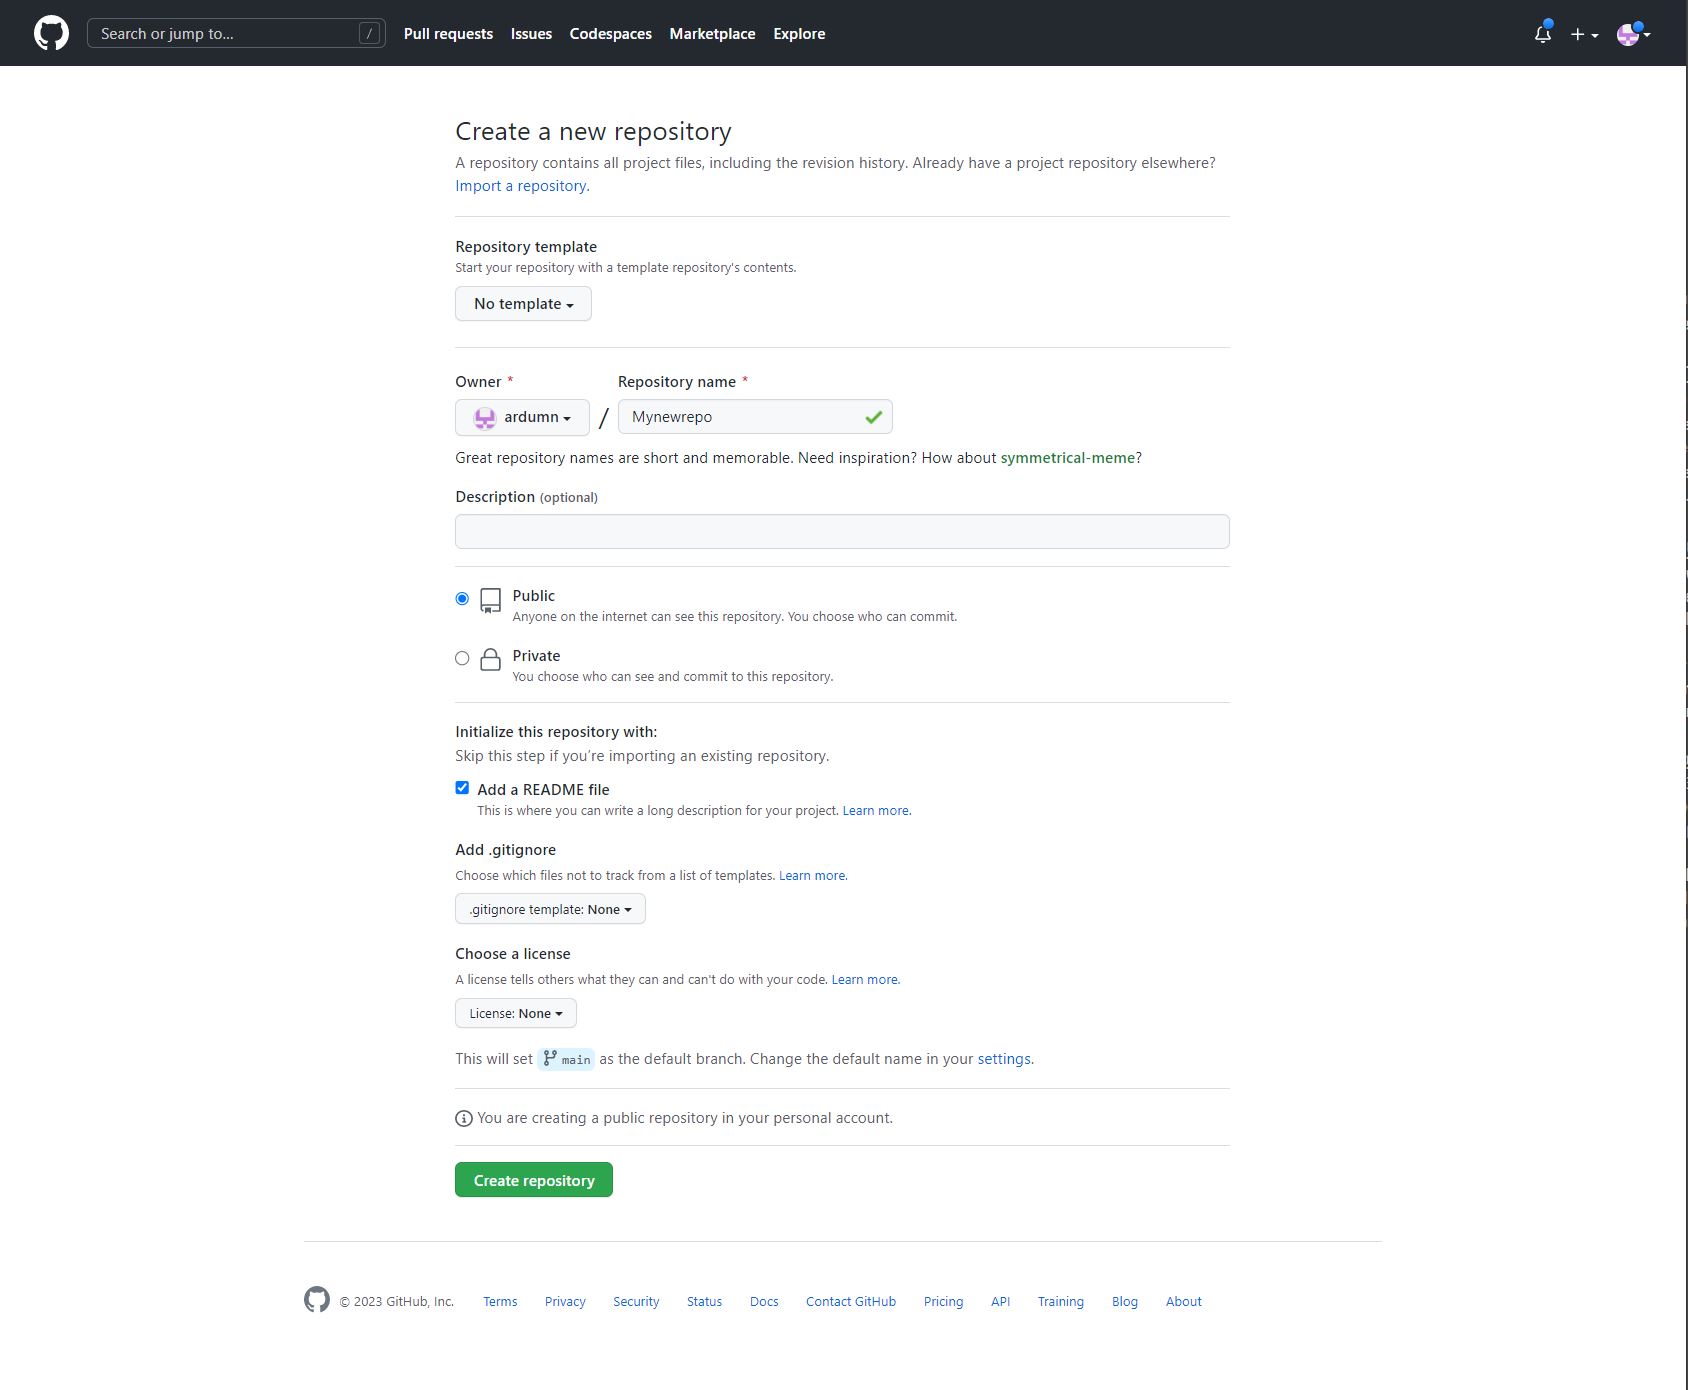 Search or jump to... /
Pull requests Issues Codespaces Marketplace Explore
Create a new repository
A repository contains all project files, including the revision history. Already have a project repository elsewhere?
Import a repository.
Repository template
Start your repository with a template repository's contents.
No template
Owner * Repository name *
ardumn / Mynewrepo
Great repository names are short and memorable. Need inspiration? How about symmetrical-meme?
Description (optional)
Public
Anyone on the internet can see this repository. You choose who can commit.
Private
You choose who can see and commit to this repository.
Initialize this repository with:
Skip this step if you’re importing an existing repository.
Add a README file
This is where you can write a long description for your project. Learn more.
Add .gitignore
Choose which files not to track from a list of templates. Learn more.
.gitignore template: None
Choose a license
A license tells others what they can and can't do with your code. Learn more.
License: None
This will set main as the default branch. Change the default name in your settings.
You are creating a public repository in your personal account.
Create repository
© 2023 GitHub, Inc. Terms Privacy Security Status Docs Contact GitHub Pricing API Training Blog About